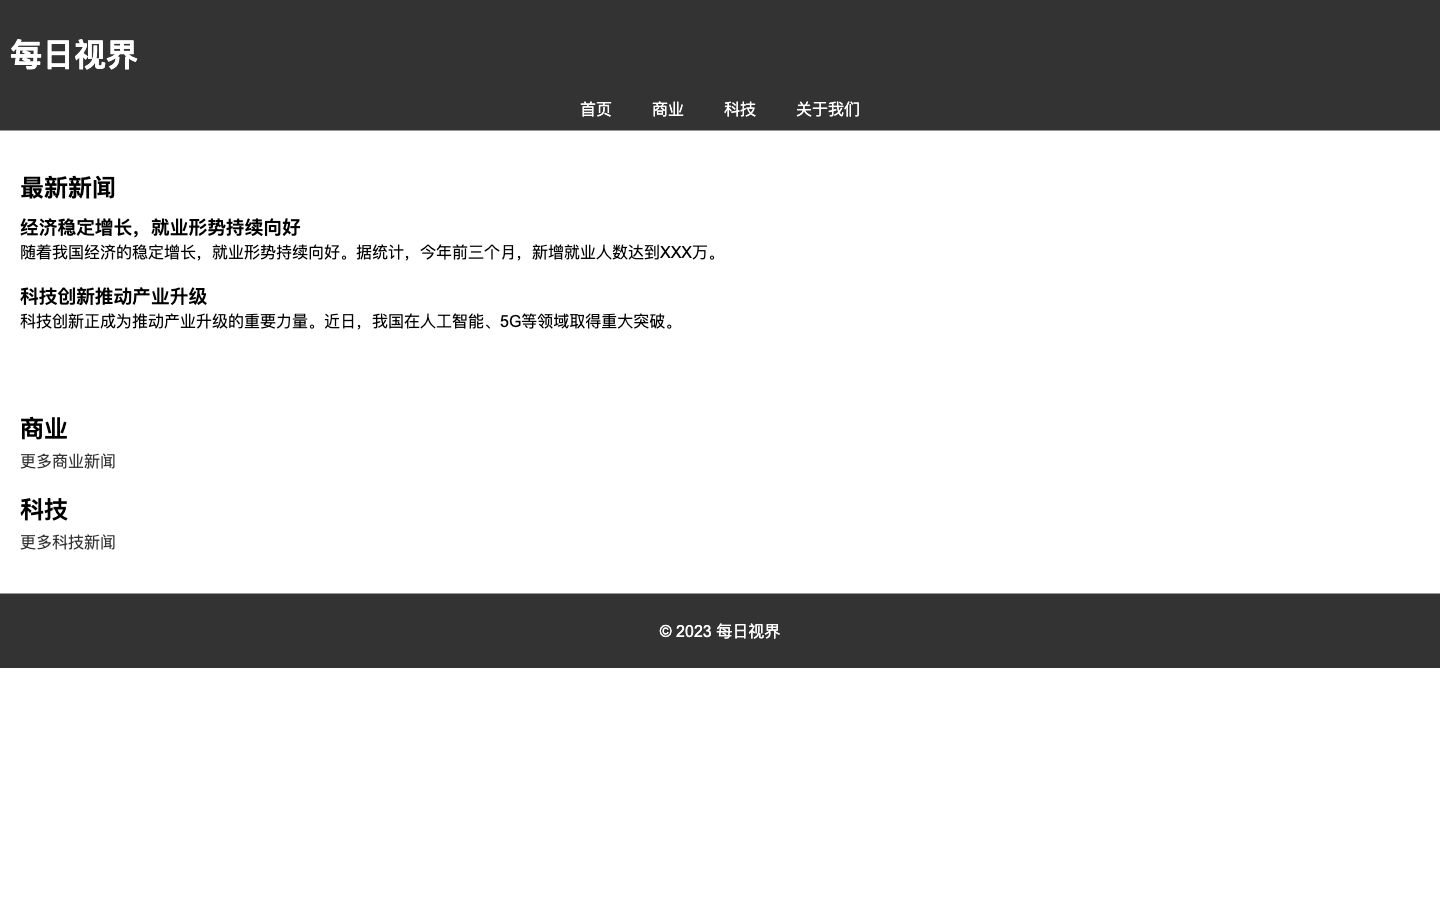 每日视界
首页 商业 科技 关于我们
最新新闻
经济稳定增长，就业形势持续向好
随着我国经济的稳定增长，就业形势持续向好。据统计，今年前三个月，新增就业人数达到XXX万。
科技创新推动产业升级
科技创新正成为推动产业升级的重要力量。近日，我国在人工智能、5G等领域取得重大突破。
商业
更多商业新闻
科技
更多科技新闻
© 2023 每日视界